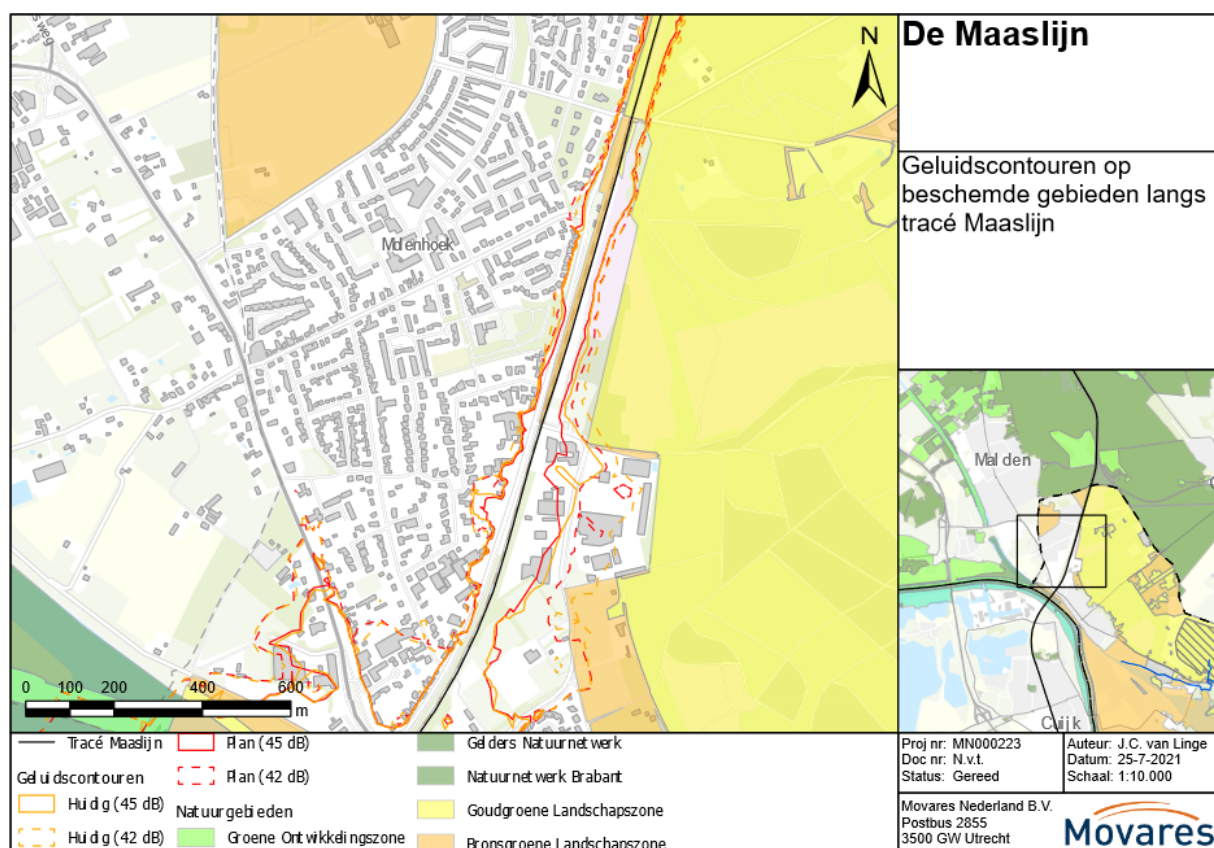 De Maaslijn
Geluidscontouren op
beschemde gebieden langs
tracé Maaslijn
N
Molenhoek
0 100 200 400 600
m
Malden
Cuijk
Tracé Maaslijn
Geluidscontouren
Huidig (45 dB)
Huidig (42 dB)
Plan (45 dB)
Plan (42 dB)
Natuurgebieden
Groene Ontwikkelingszone
Gelders Natuurnetwerk
Natuurnetwerk Brabant
Goudgroene Landschapszone
Bronsgroene Landschapszone
Proj nr: MN000223
Doc nr: N.v.t.
Status: Gereed
Auteur: J.C. van Linge
Datum: 25-7-2021
Schaal: 1:10.000
Movares Nederland B.V.
Postbus 2855
3500 GW Utrecht
Movares